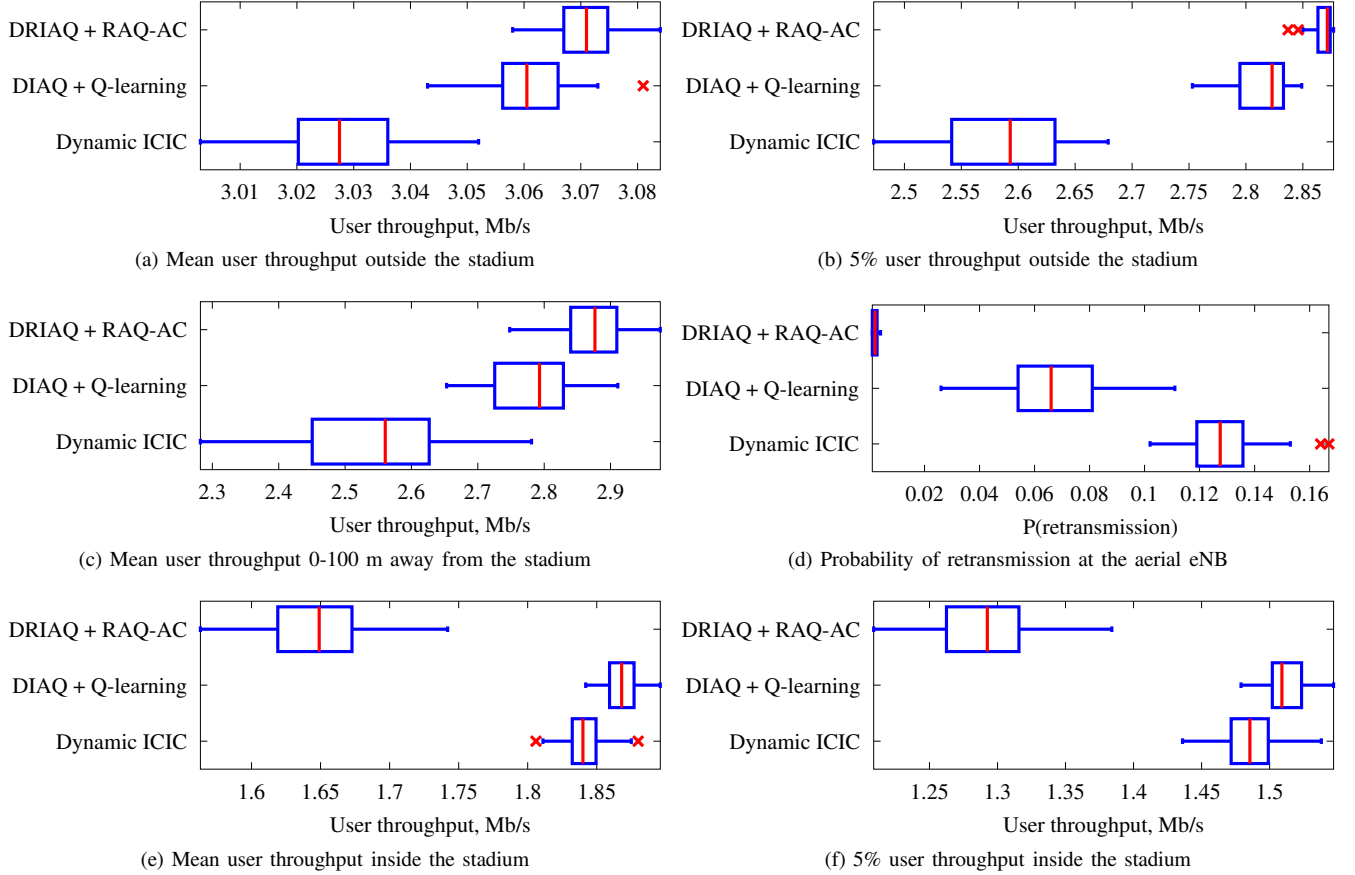 DRIAQ + RAQ-AC
DIAQ + Q-learning
Dynamic ICIC
3.01 3.02 3.03 3.04 3.05 3.06 3.07 3.08
User throughput, Mb/s
(a) Mean user throughput outside the stadium
2.5 2.55 2.6 2.65 2.7 2.75 2.8 2.85
DRIAQ + RAQ-AC
DIAQ + Q-learning
Dynamic ICIC
User throughput, Mb/s
(b) 5% user throughput outside the stadium
DRIAQ + RAQ-AC
DIAQ + Q-learning
Dynamic ICIC
2.3 2.4 2.5 2.6 2.7 2.8 2.9
User throughput, Mb/s
(c) Mean user throughput 0-100 m away from the stadium
DRIAQ + RAQ-AC
DIAQ + Q-learning
Dynamic ICIC
0.02 0.04 0.06 0.08 0.1 0.12 0.14 0.16
P(retransmission)
(d) Probability of retransmission at the aerial eNB
DRIAQ + RAQ-AC
DIAQ + Q-learning
Dynamic ICIC
1.6 1.65 1.7 1.75 1.8 1.85
User throughput, Mb/s
(e) Mean user throughput inside the stadium
DRIAQ + RAQ-AC
DIAQ + Q-learning
Dynamic ICIC
1.25 1.3 1.35 1.4 1.45 1.5
User throughput, Mb/s
(f) 5% user throughput inside the stadium